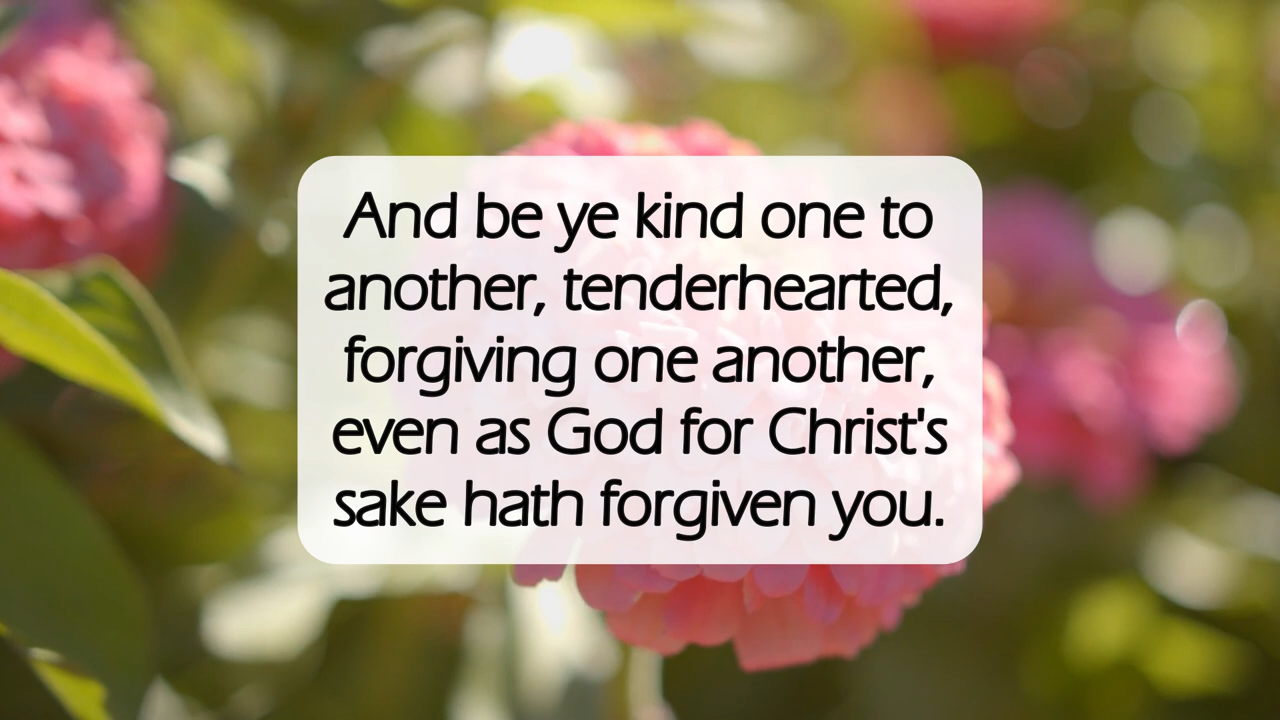 And be ye kind one to
another, tenderhearted,
forgiving one another,
even as God for Christ's
sake hath forgiven you.